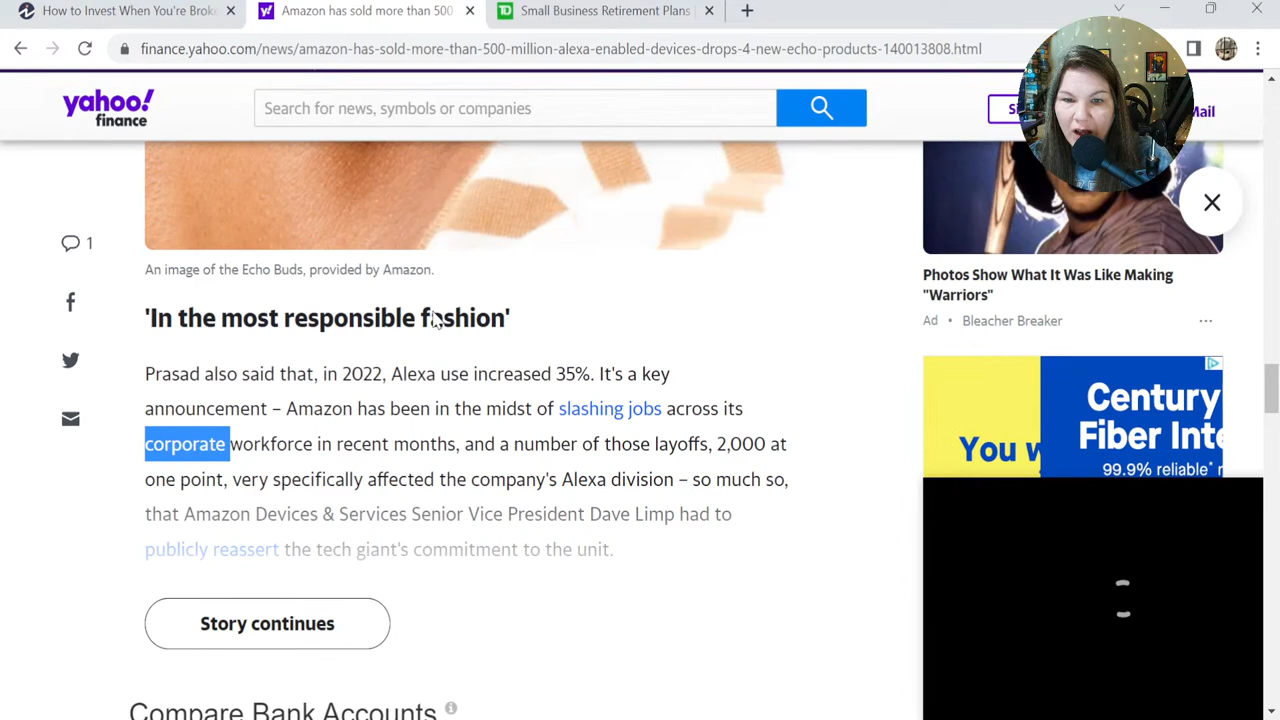 How to Invest When You're Broke
Amazon has sold more than 500
Small Business Retirement Plans
finance.yahoo.com/news/amazon-has-sold-more-than-500-million-alexa-enabled-devices-drops-4-new-echo-products-140013808.html
yahoo!
finance
Search for news, symbols or companies
Mail
1
An image of the Echo Buds, provided by Amazon.
'In the most responsible fashion'
Prasad also said that, in 2022, Alexa use increased 35%. It's a key
announcement – Amazon has been in the midst of slashing jobs across its
corporate workforce in recent months, and a number of those layoffs, 2,000 at
one point, very specifically affected the company's Alexa division – so much so,
that Amazon Devices & Services Senior Vice President Dave Limp had to
publicly reassert the tech giant's commitment to the unit.
Story continues
Compare Bank Accounts
Photos Show What It Was Like Making
"Warriors"
Ad • Bleacher Breaker
Century
Fiber Inte
You w
99.9% reliable*